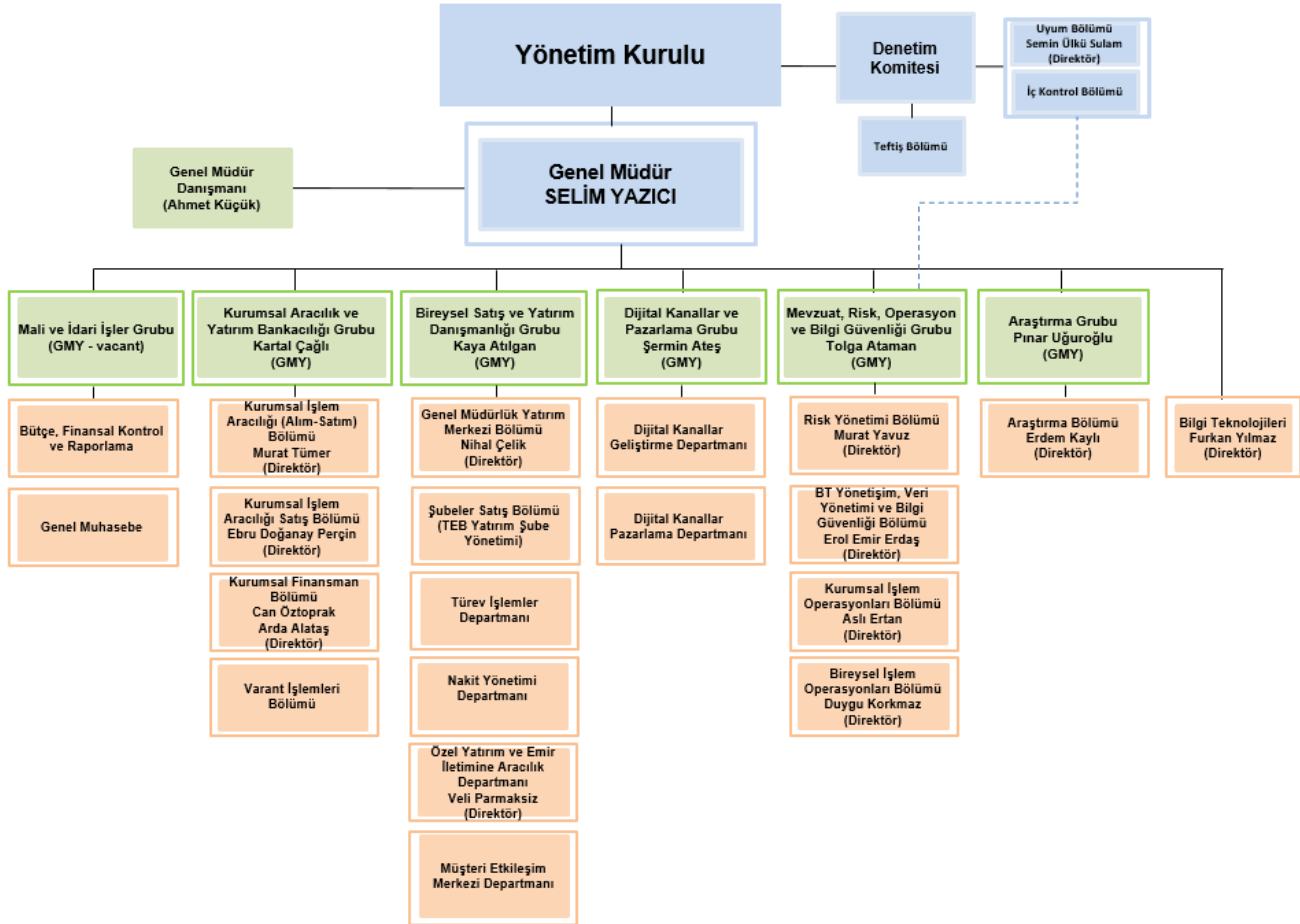 Yönetim Kurulu
Denetim
Komitesi
Uyum Bölümü
Semin Ülkü Sulam
(Direktör)
İç Kontrol Bölümü
Teftiş Bölümü
Genel Müdür
Danışmanı
(Ahmet Küçük)
Genel Müdür
SELİM YAZICI
Mali ve İdari İşler Grubu
(GMY - vacant)
Bütçe, Finansal Kontrol
ve Raporlama
Genel Muhasebe
Kurumsal Aracılık ve
Yatırım Bankacılığı Grubu
Kartal Çağlı
(GMY)
Kurumsal İşlem
Aracılığı (Alım-Satım)
Bölümü
Murat Tümer
(Direktör)
Kurumsal İşlem
Aracılığı Satış Bölümü
Ebru Doğanay Perçin
(Direktör)
Kurumsal Finansman
Bölümü
Can Öztoprak
Arda Alataş
(Direktör)
Varant İşlemleri
Bölümü
Bireysel Satış ve Yatırım
Danışmanlığı Grubu
Kaya Atılgan
(GMY)
Genel Müdürlük Yatırım
Merkezi Bölümü
Nihal Çelik
(Direktör)
Şubeler Satış Bölümü
(TEB Yatırım Şube
Yönetimi)
Türev İşlemler
Departmanı
Nakit Yönetimi
Departmanı
Özel Yatırım ve Emir
İletimine Aracılık
Departmanı
Veli Parmaksiz
(Direktör)
Müşteri Etkileşim
Merkezi Departmanı
Dijital Kanallar ve
Pazarlama Grubu
Şermin Ateş
(GMY)
Dijital Kanallar
Geliştirme Departmanı
Dijital Kanallar
Pazarlama Departmanı
Mevzuat, Risk, Operasyon
ve Bilgi Güvenliği Grubu
Tolga Ataman
(GMY)
Risk Yönetimi Bölümü
Murat Yavuz
(Direktör)
BT Yönetişim, Veri
Yönetimi ve Bilgi
Güvenliği Bölümü
Erol Emir Erdaş
(Direktör)
Kurumsal İşlem
Operasyonları Bölümü
Aslı Ertan
(Direktör)
Bireysel İşlem
Operasyonları Bölümü
Duygu Korkmaz
(Direktör)
Araştırma Grubu
Pınar Uğuroğlu
(GMY)
Araştırma Bölümü
Erdem Kaylı
(Direktör)
Bilgi Teknolojileri
Furkan Yılmaz
(Direktör)